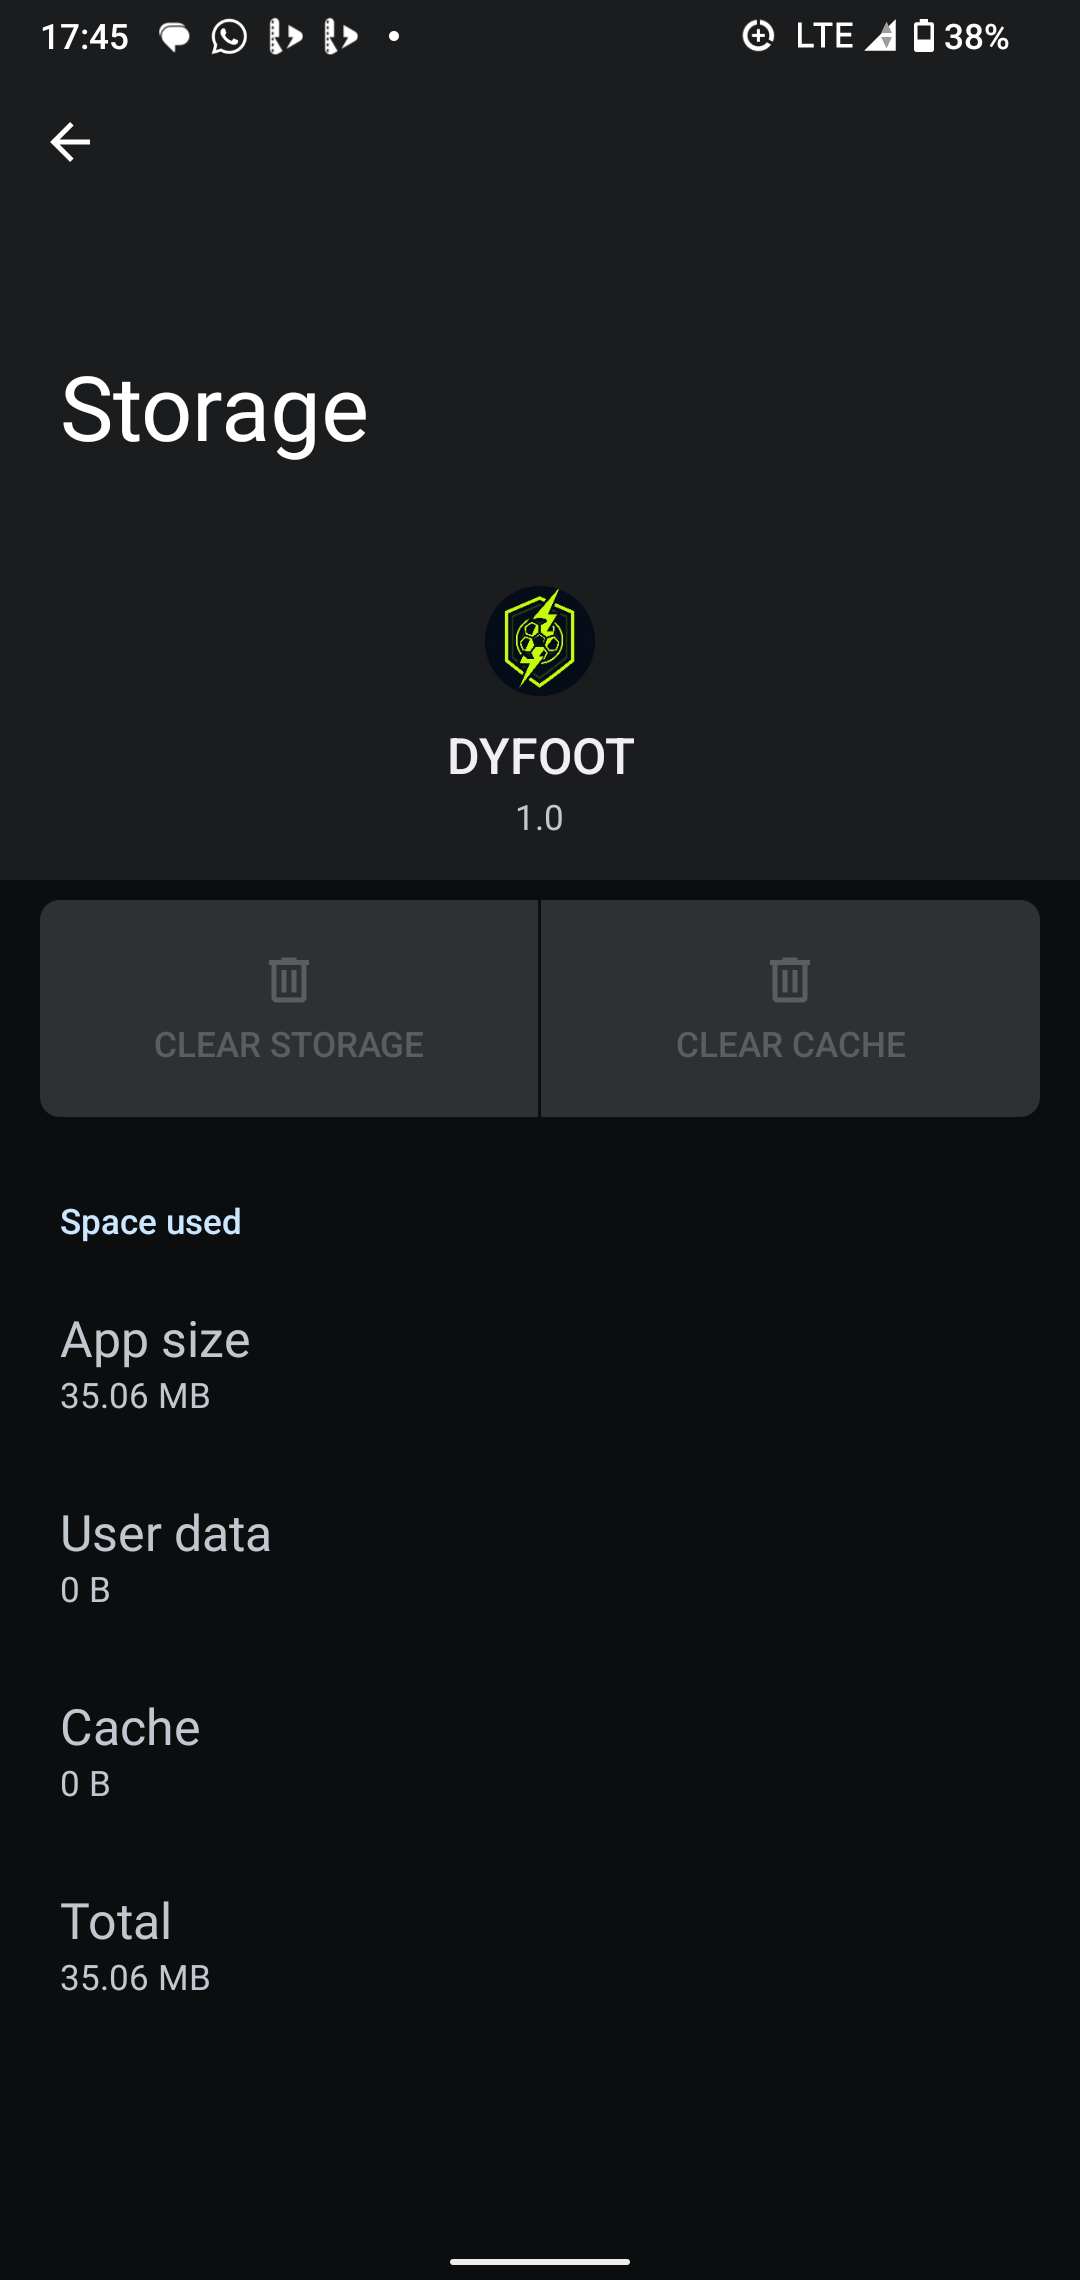 17:45 LTE 38%
Storage
DYFOOT
1.0
CLEAR STORAGE CLEAR CACHE
Space used
App size
35.06 MB
User data
0 B
Cache
0 B
Total
35.06 MB